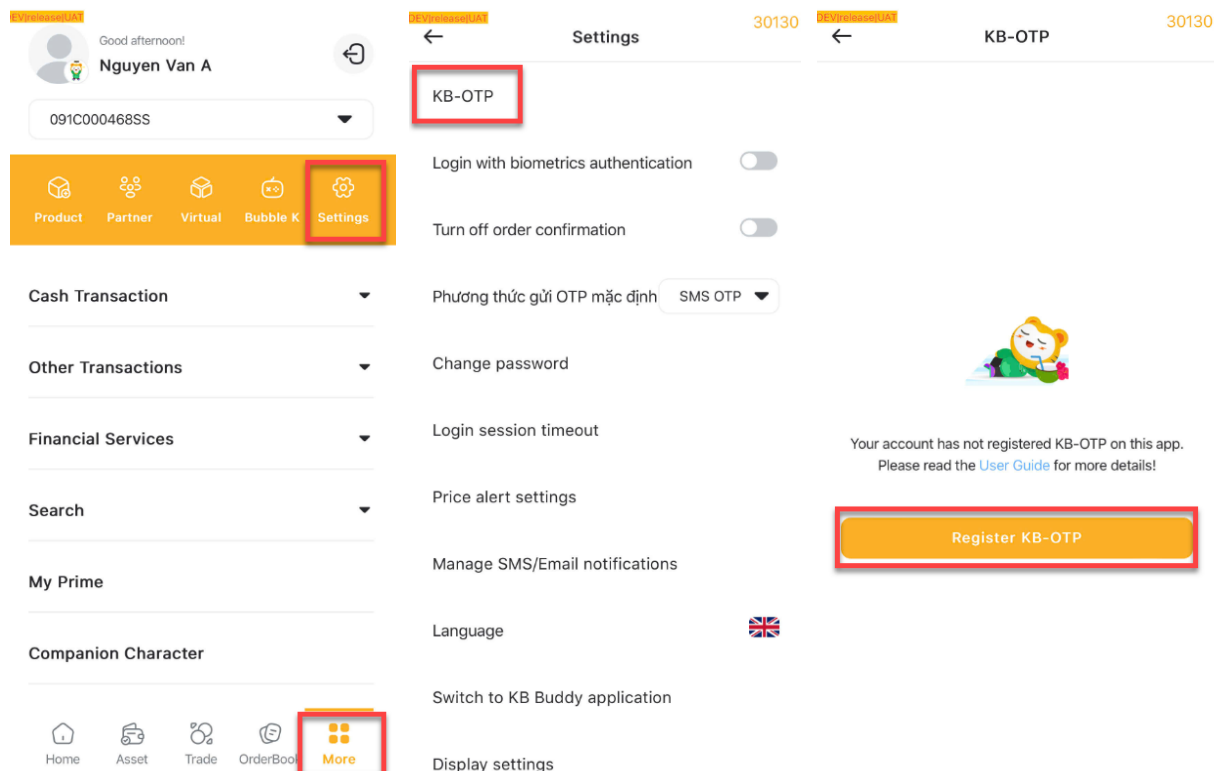 DEV|release|UAT
Good afternoon!
Nguyen Van A
091C000468SS
Product Partner Virtual Bubble K Settings
Cash Transaction
Other Transactions
Financial Services
Search
My Prime
Companion Character
Home Asset Trade OrderBook More
DEV|release|UAT
30130
Settings
KB-OTP
Login with biometrics authentication
Turn off order confirmation
Phương thức gửi OTP mặc định SMS OTP
Change password
Login session timeout
Price alert settings
Manage SMS/Email notifications
Language
Switch to KB Buddy application
Display settings
DEV|release|UAT
30130
KB-OTP
Your account has not registered KB-OTP on this app.
Please read the User Guide for more details!
Register KB-OTP